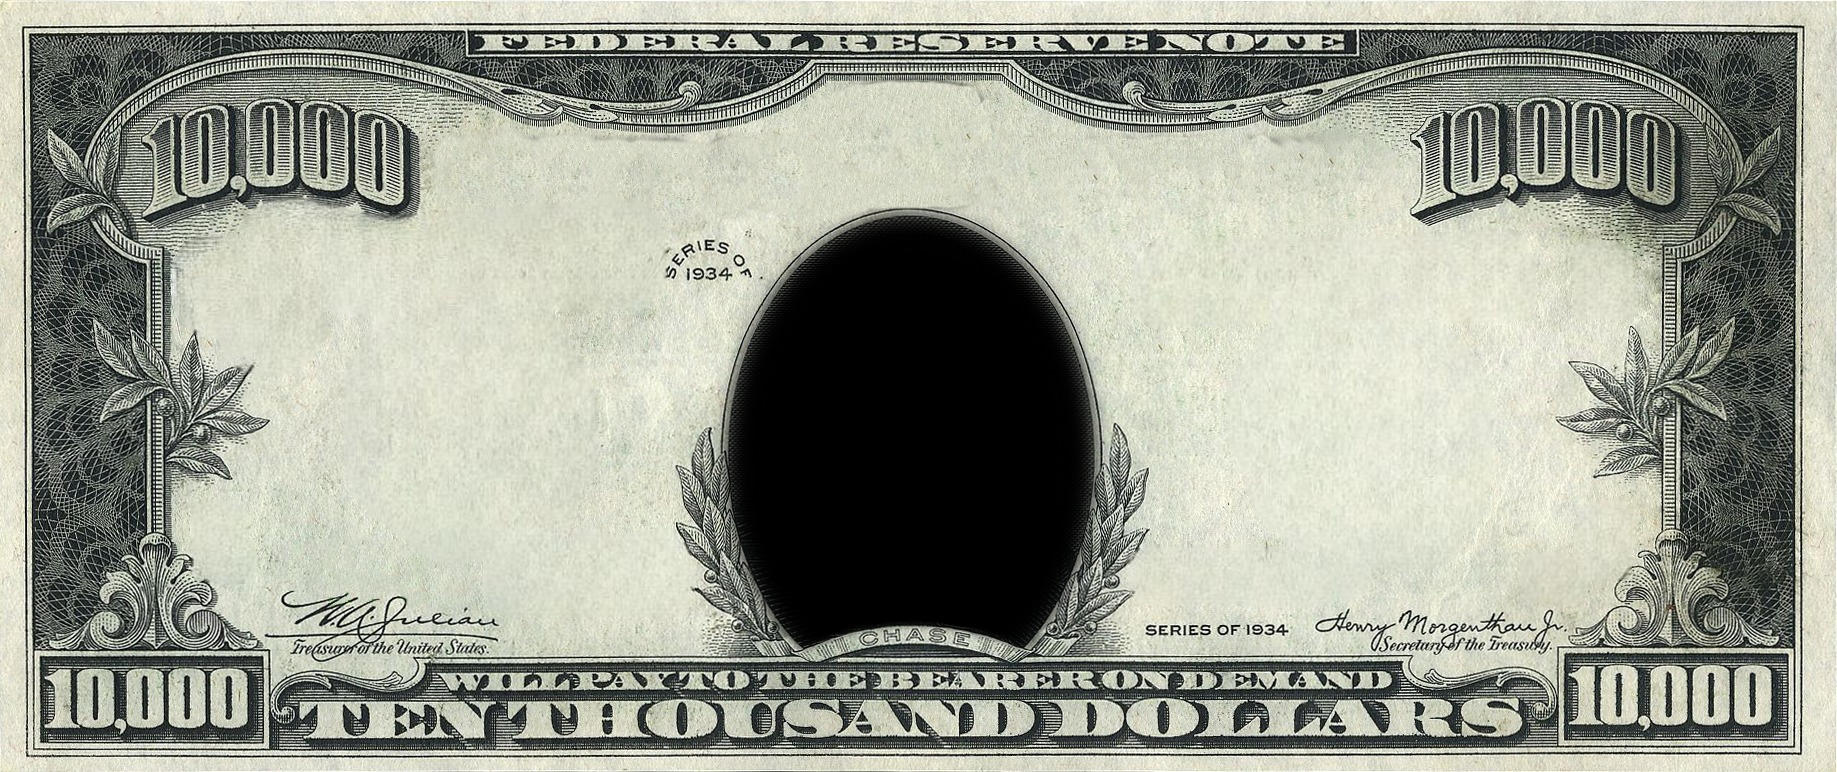 FEDERAL RESERVE NOTE
10,000
10,000
SERIES OF
1934
W.A. Julian
Treasurer of the United States.
CHASE
SERIES OF 1934
Henry Morgenthau Jr.
Secretary of the Treasury.
10,000
WILL PAY TO THE BEARER ON DEMAND
TEN THOUSAND DOLLARS
10,000